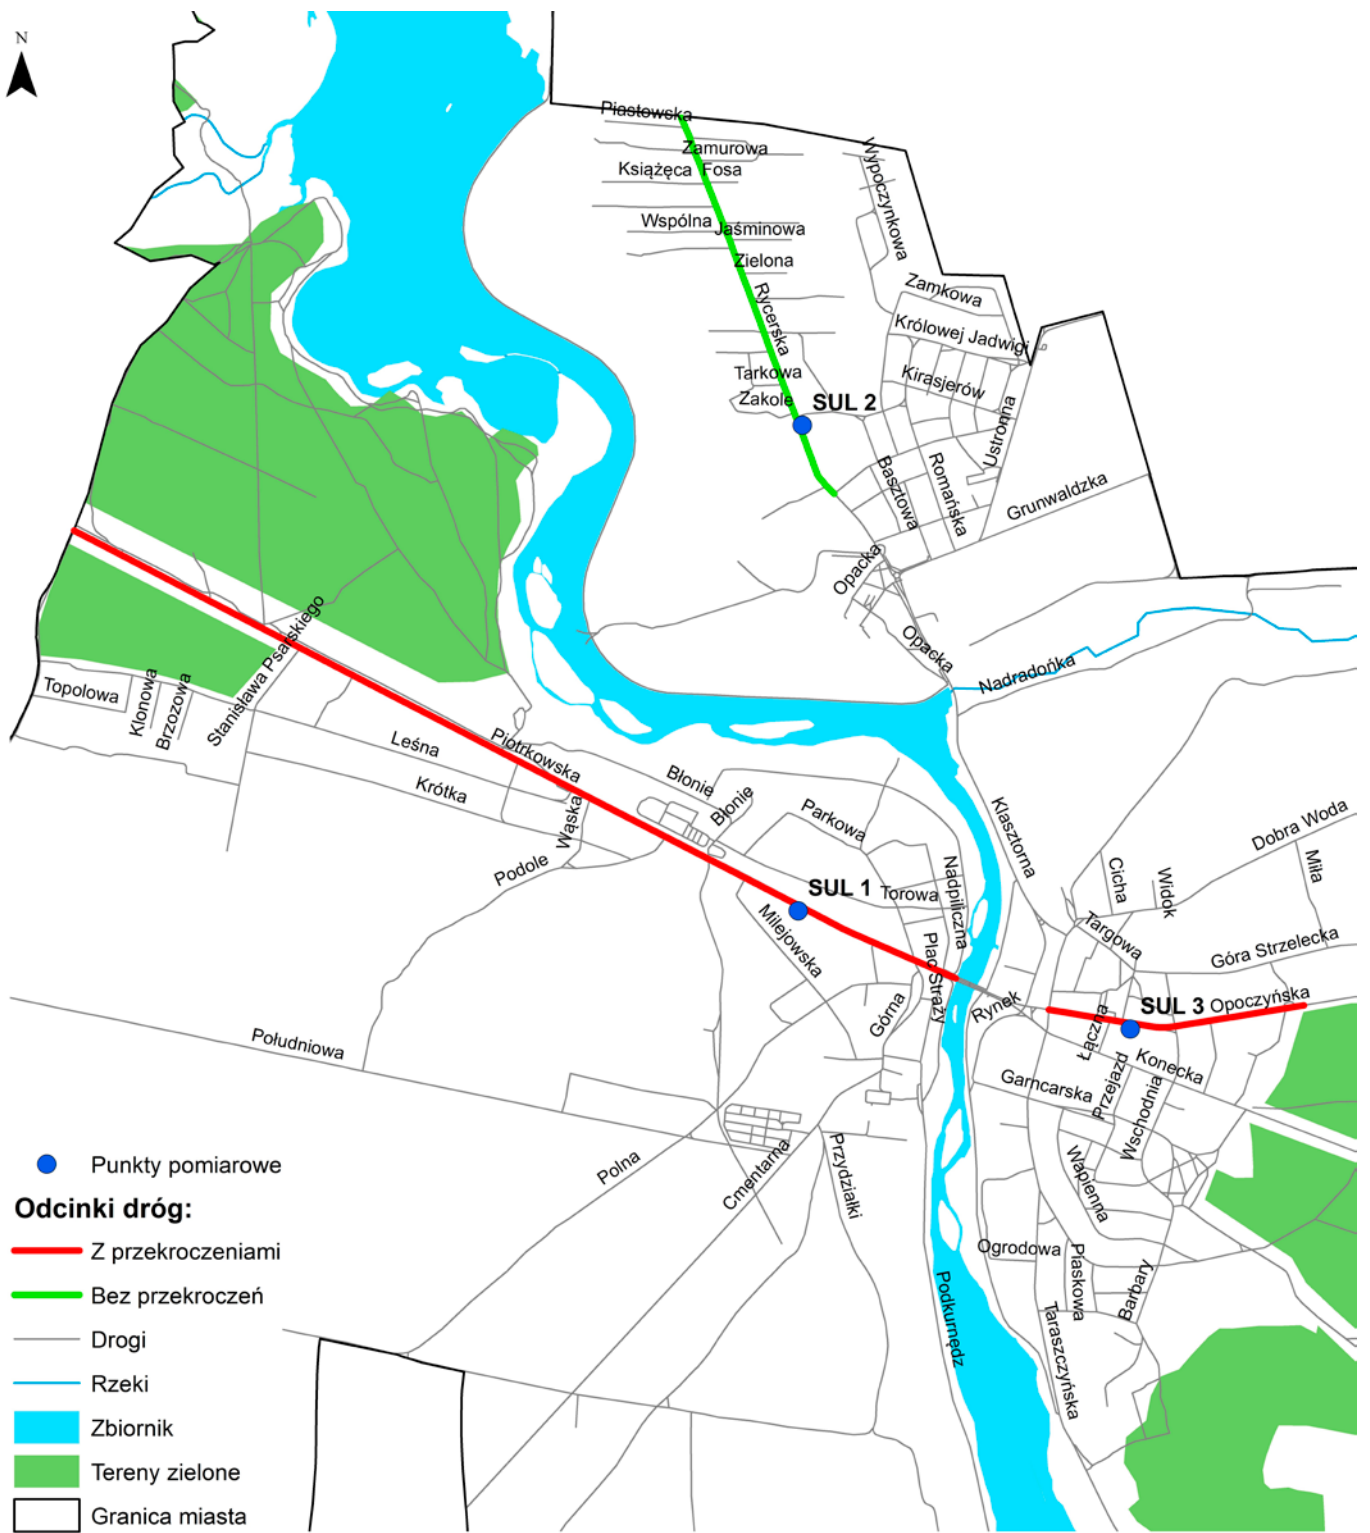 N
Piastowska
Zamurowa
Książęca Fosa
Wypoczynkowa
Wspólna
Jaśminowa
Zielona
Rycerska
Zamkowa
Królowej Jadwigi
Tarkowa
Kirasjerów
Zakole
SUL 2
Ustronna
Basztowa
Romańska
Grunwaldzka
Opacka
Opacka
Nadradońka
Stanisława Psarskiego
Topolowa
Klonowa
Brzozowa
Leśna
Piotrkowska
Krótka
Błonie
Błonie
Wąska
Parkowa
Klasztorna
Dobra Woda
Podole
Nadpiliczna
Cicha
Widok
Miła
SUL 1
Torowa
Milejowska
Plac Straży
Targowa
Góra Strzelecka
Górna
Rynek
Łączna
SUL 3
Opoczyńska
Południowa
Konecka
Garncarska
Przejazd
Wschodnia
Polna
Cmentarna
Przydziałki
Wapienna
Ogrodowa
Piaskowa
Barbary
Podkurnędz
Taraszczyńska
Punkty pomiarowe
Odcinki dróg:
Z przekroczeniami
Bez przekroczeń
Drogi
Rzeki
Zbiornik
Tereny zielone
Granica miasta